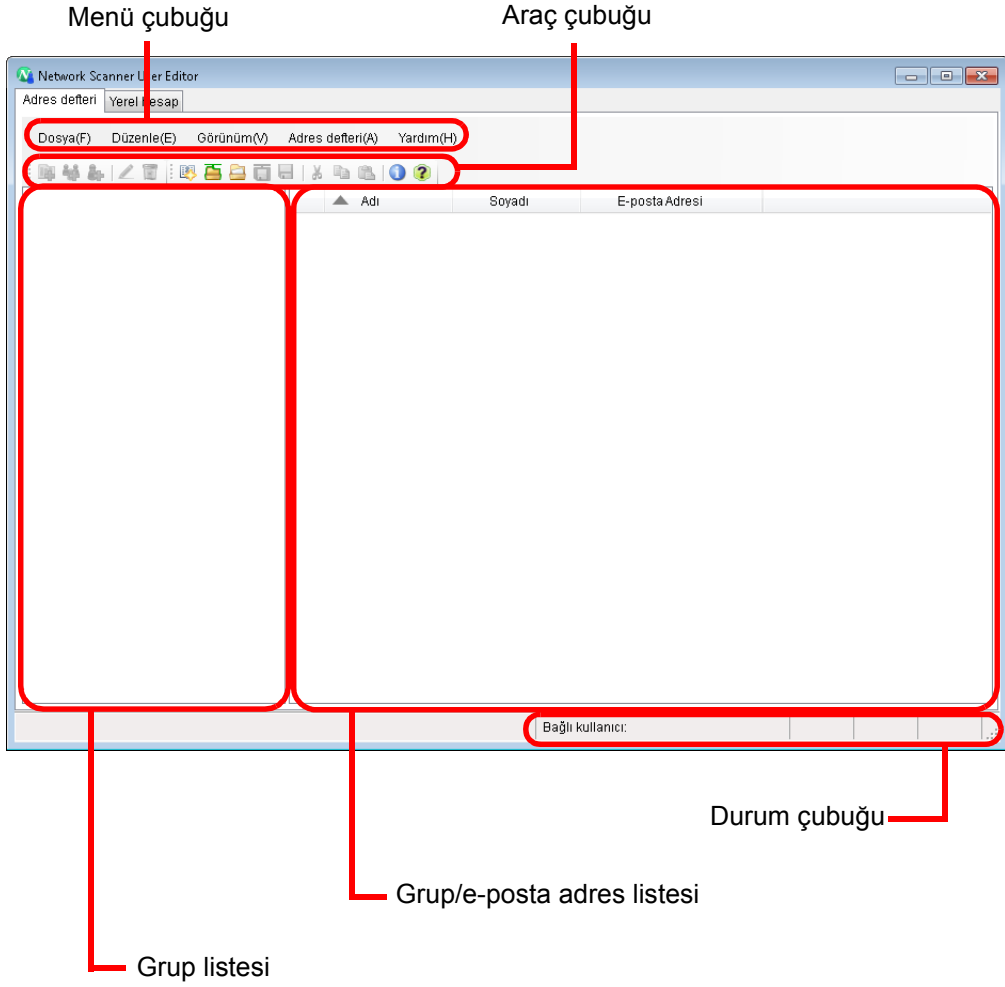 Menü çubuğu
Araç çubuğu
Network Scanner User Editor
Adres defteri Yerel Hesap
Dosya(F) Düzenle(E) Görünüm(V) Adres defteri(A) Yardım(H)
Adı Soyadı E-posta Adresi
Bağlı kullanıcı:
Durum çubuğu
Grup/e-posta adres listesi
Grup listesi